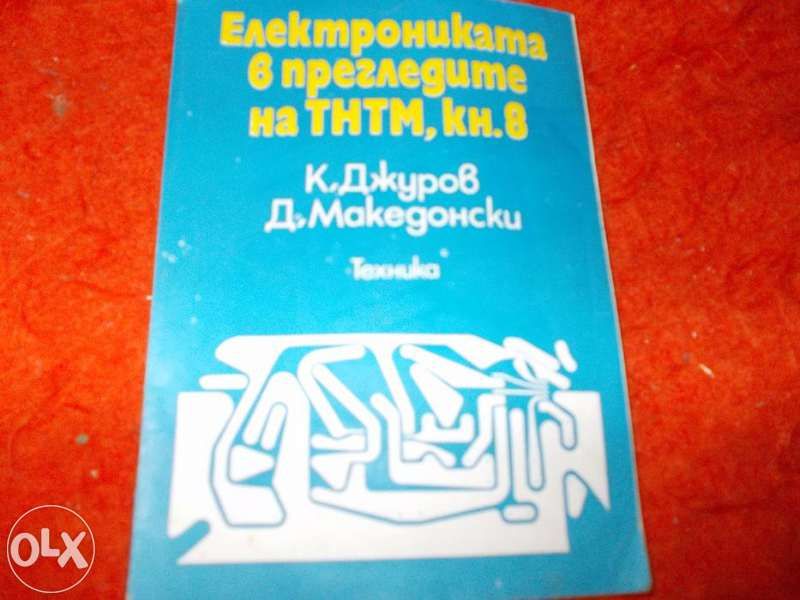 Електрониката
в прегледите
на ТНТМ, кн.8
К. Джуров
Д. Македонски
Техника
OLX